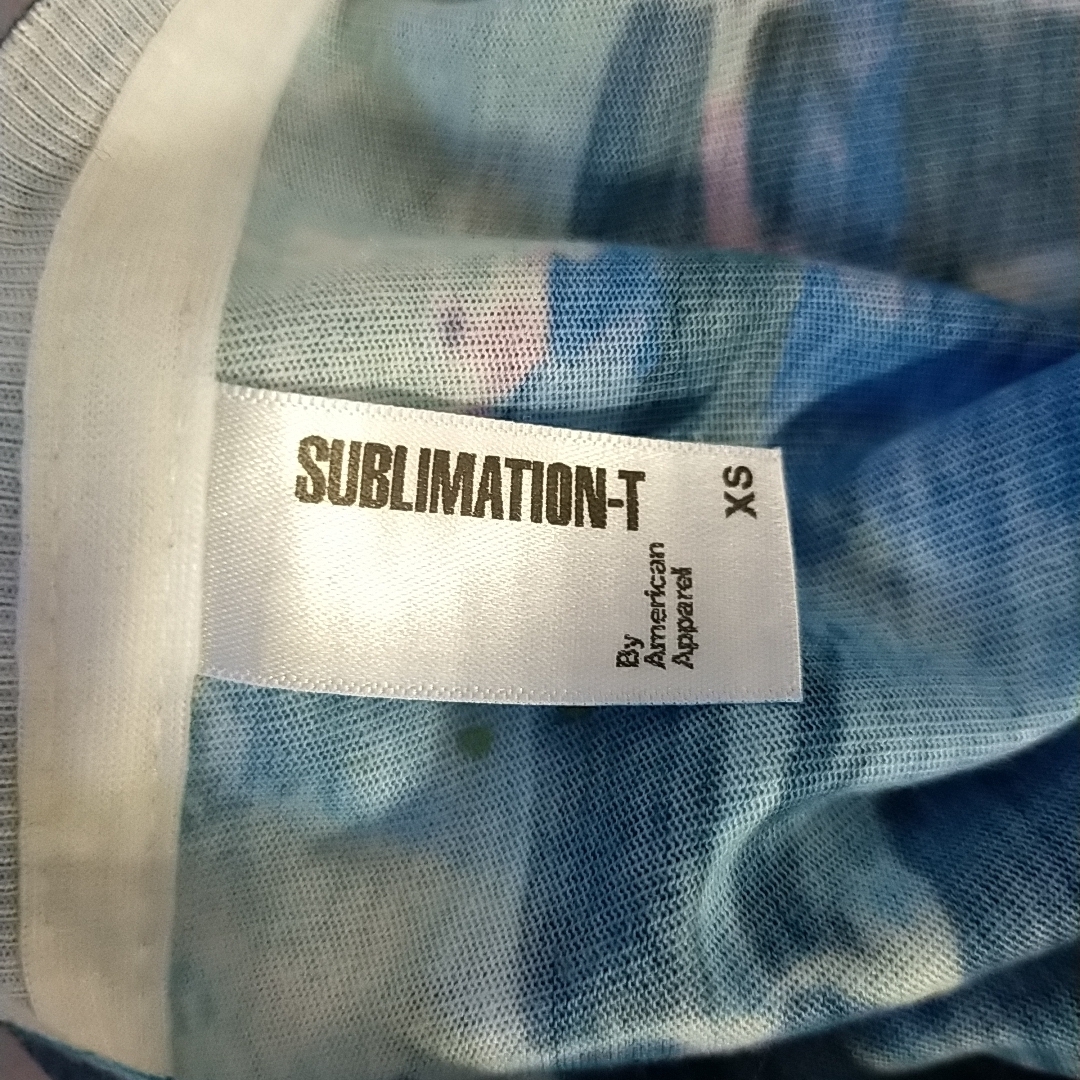 SUBLIMATION-T
By
American
Apparel
XS